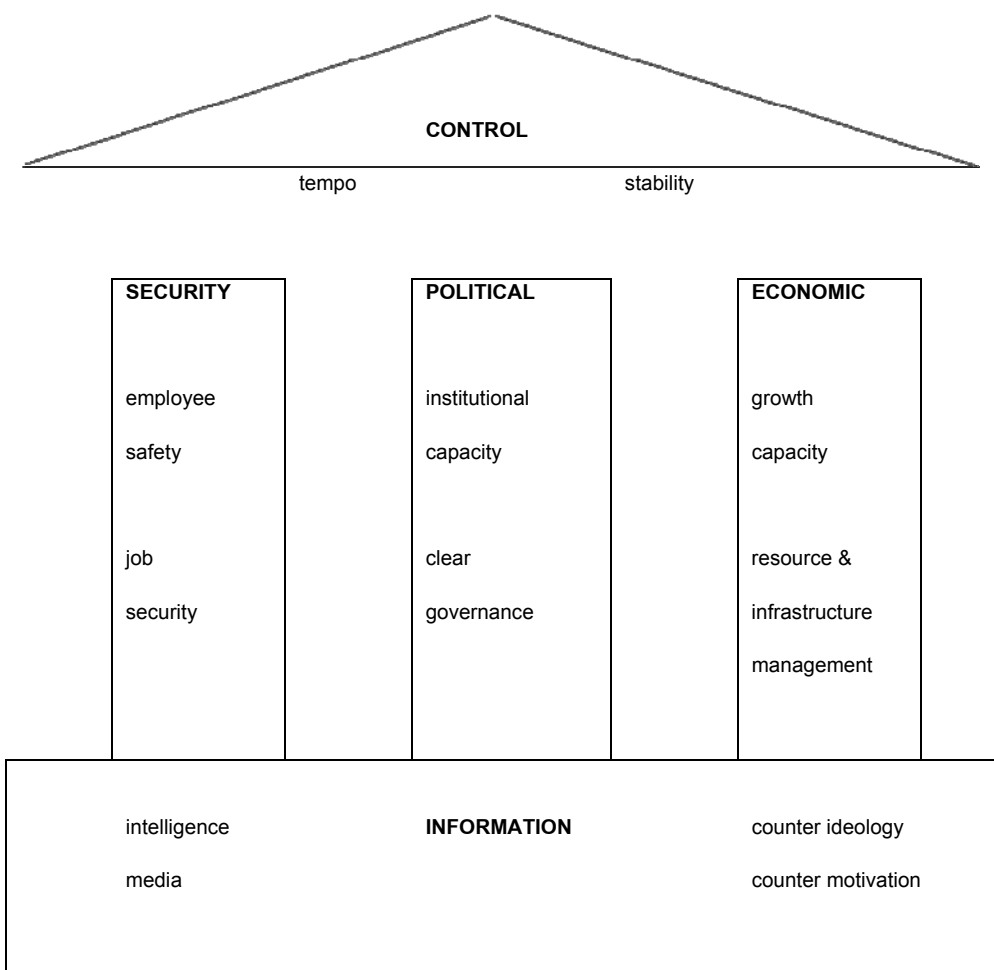 CONTROL
tempo stability
SECURITY
employee
safety
job
security
POLITICAL
institutional
capacity
clear
governance
ECONOMIC
growth
capacity
resource &
infrastructure
management
intelligence
media
INFORMATION
counter ideology
counter motivation